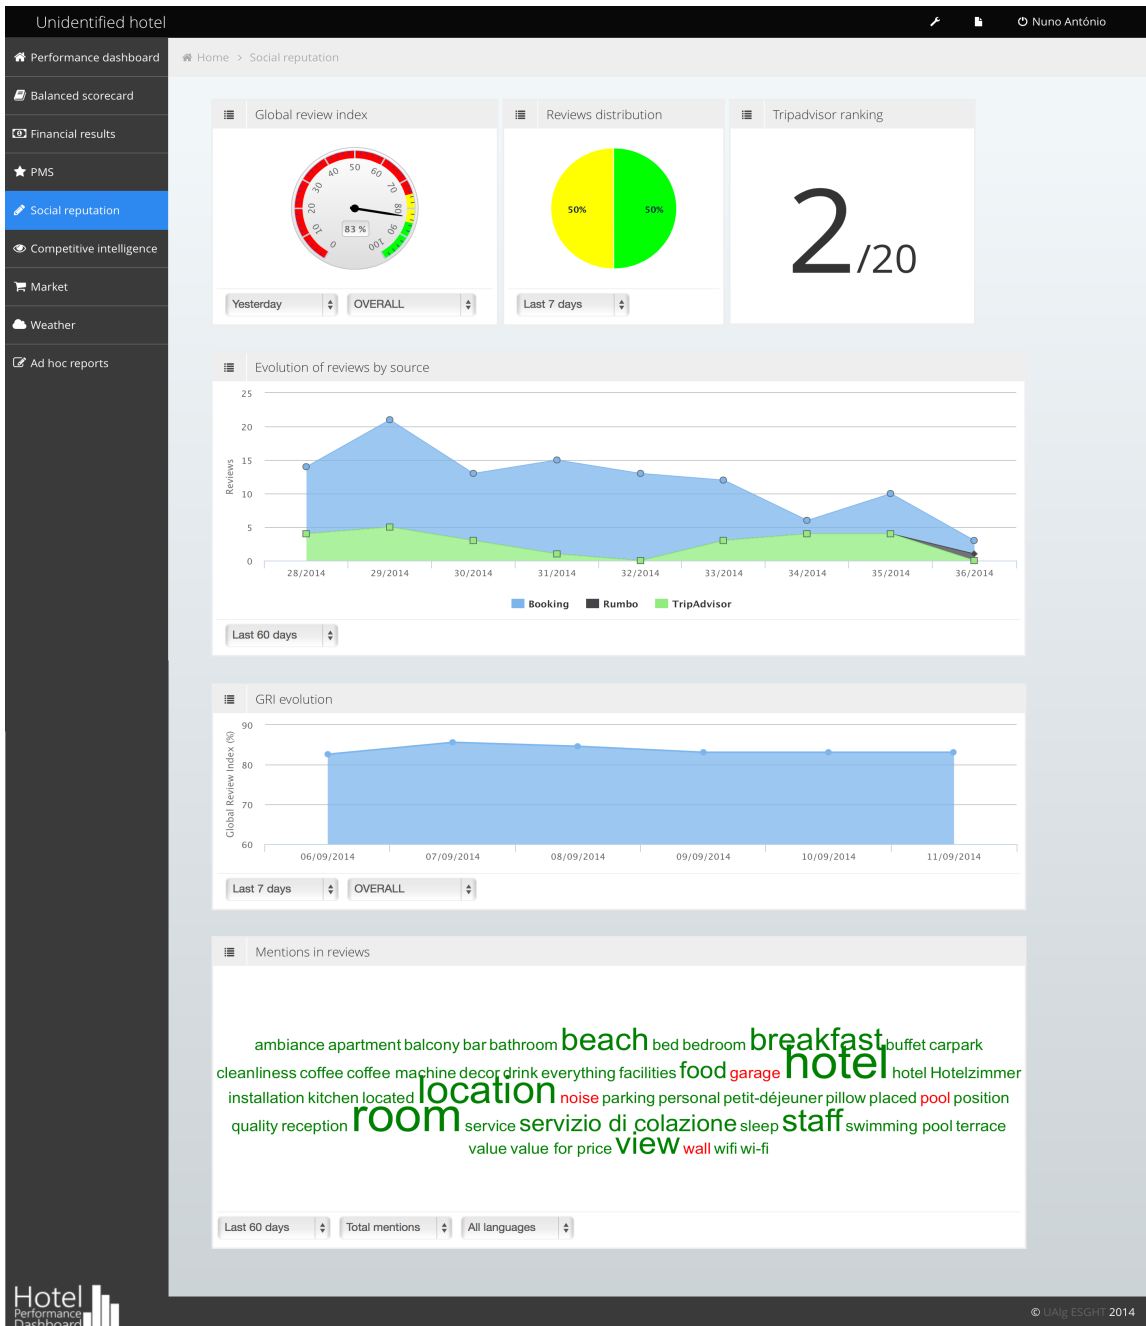 Unidentified hotel
Nuno António
Performance dashboard
Balanced scorecard
Financial results
PMS
Social reputation
Competitive intelligence
Market
Weather
Ad hoc reports
Home > Social reputation
Global review index
0 10 20 30 40 50 60 70 80 90 100
83 %
Yesterday OVERALL
Reviews distribution
50% 50%
Last 7 days
Tripadvisor ranking
2/20
Evolution of reviews by source
Reviews
25
20
15
10
5
0
28/2014 29/2014 30/2014 31/2014 32/2014 33/2014 34/2014 35/2014 36/2014
Booking Rumbo TripAdvisor
Last 60 days
GRI evolution
Global Review Index (%)
90
80
70
60
06/09/2014 07/09/2014 08/09/2014 09/09/2014 10/09/2014 11/09/2014
Last 7 days OVERALL
Mentions in reviews
ambiance apartment balcony bar bathroom beach bed bedroom breakfast buffet carpark
cleanliness coffee coffee machine decor drink everything facilities food garage hotel hotel Hotelzimmer
installation kitchen located location noise parking personal petit-déjeuner pillow placed pool position
quality reception room service servizio di colazione sleep staff swimming pool terrace
value value for price view wall wifi wi-fi
Last 60 days Total mentions All languages
Hotel
Performance
Dashboard
© UAlg ESGHT 2014